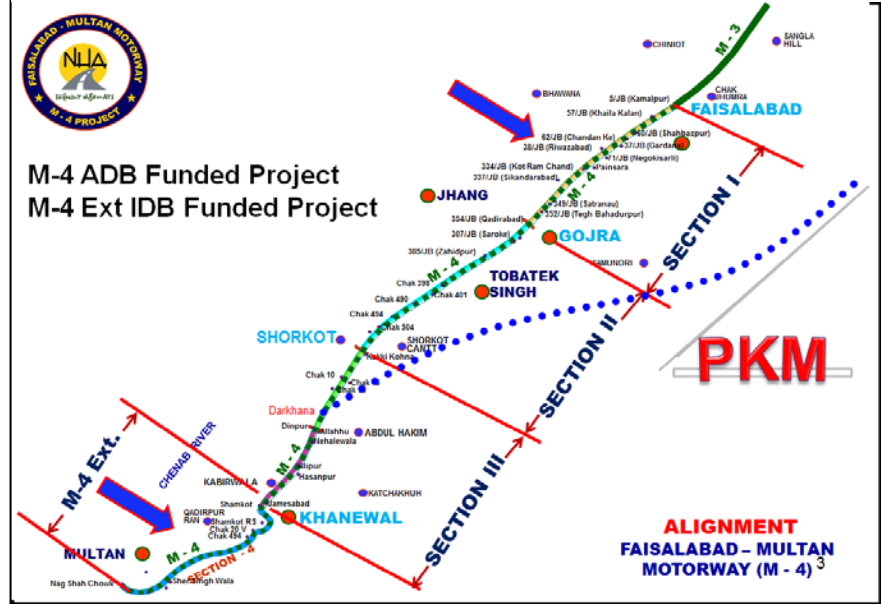 FAISALABAD - MULTAN MOTORWAY
NHA
M - 4 PROJECT
M-4 ADB Funded Project
M-4 Ext IDB Funded Project
M - 3
SANGLA
HILL
CHINIOT
BHAWANA
CHAK
JHUMRA
5/JB (Kamalpur)
FAISALABAD
57/JB (Khaila Kalan)
62/JB (Chandan Ke)
60/JB (Shahbazpur)
38/JB (Riwazabad)
37/JB (Gardana)
71/JB (Negokisarli)
334/JB (Kot Ram Chand)
Painsara
337/JB (Sikandarabad)
M - 4
JHANG
349/JB (Satranau)
352/JB (Tegh Bahadurpur)
354/JB (Qadirabad)
307/JB (Saroke)
GOJRA
SECTION I
385/JB (Zahidpur)
SAMUNDRI
M - 4
TOBATEK
SINGH
Chak 398
Chak 401
Chak 490
Chak 494
Chak 504
SHORKOT
SHORKOT
CANTT
Kakki Kohna
SECTION II
PKM
Chak 10
Darkhana
Dinpur
Allahhu
Nehalewala
ABDUL HAKIM
M-4 Ext.
CHENAB RIVER
M - 4
Alipur
Hasanpur
SECTION III
KABIRWALA
KATCHAKHUH
Shamkot
Jamesabad
QADIRPUR
RAN
Shamkot RS
Chak 20 V
Chak 494
KHANEWAL
MULTAN
M - 4
SECTION - 4
Nag Shah Chowk
Sher Singh Wala
ALIGNMENT
FAISALABAD – MULTAN
MOTORWAY (M - 4) 3